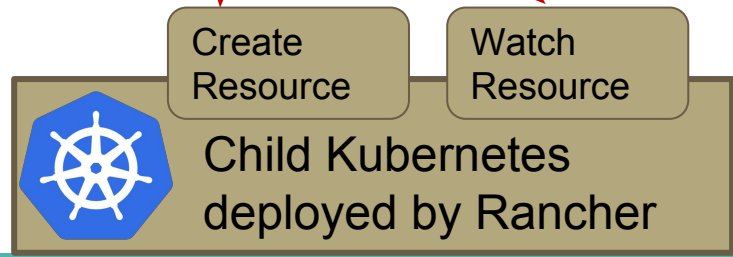 Create
Resource
Watch
Resource
Child Kubernetes
deployed by Rancher